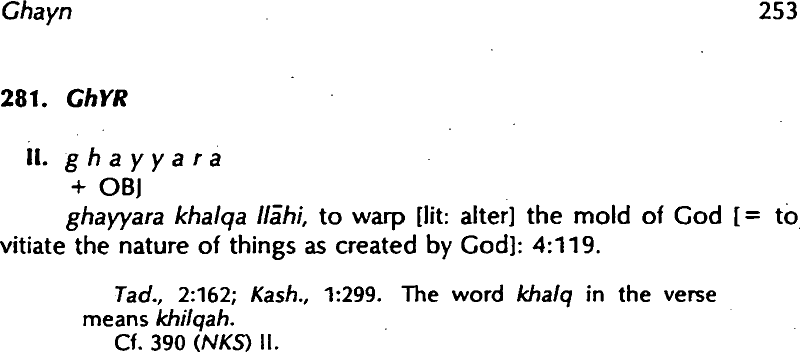 Ghayn 253
281. GhYR
II. g h a y y a r a
+ OBJ
ghayyara khalqa llāhi, to warp [lit: alter] the mold of God [= to
vitiate the nature of things as created by God]: 4:119.
Tad., 2:162; Kash., 1:299. The word khalq in the verse
means khilqah.
Cf. 390 (NKS) II.